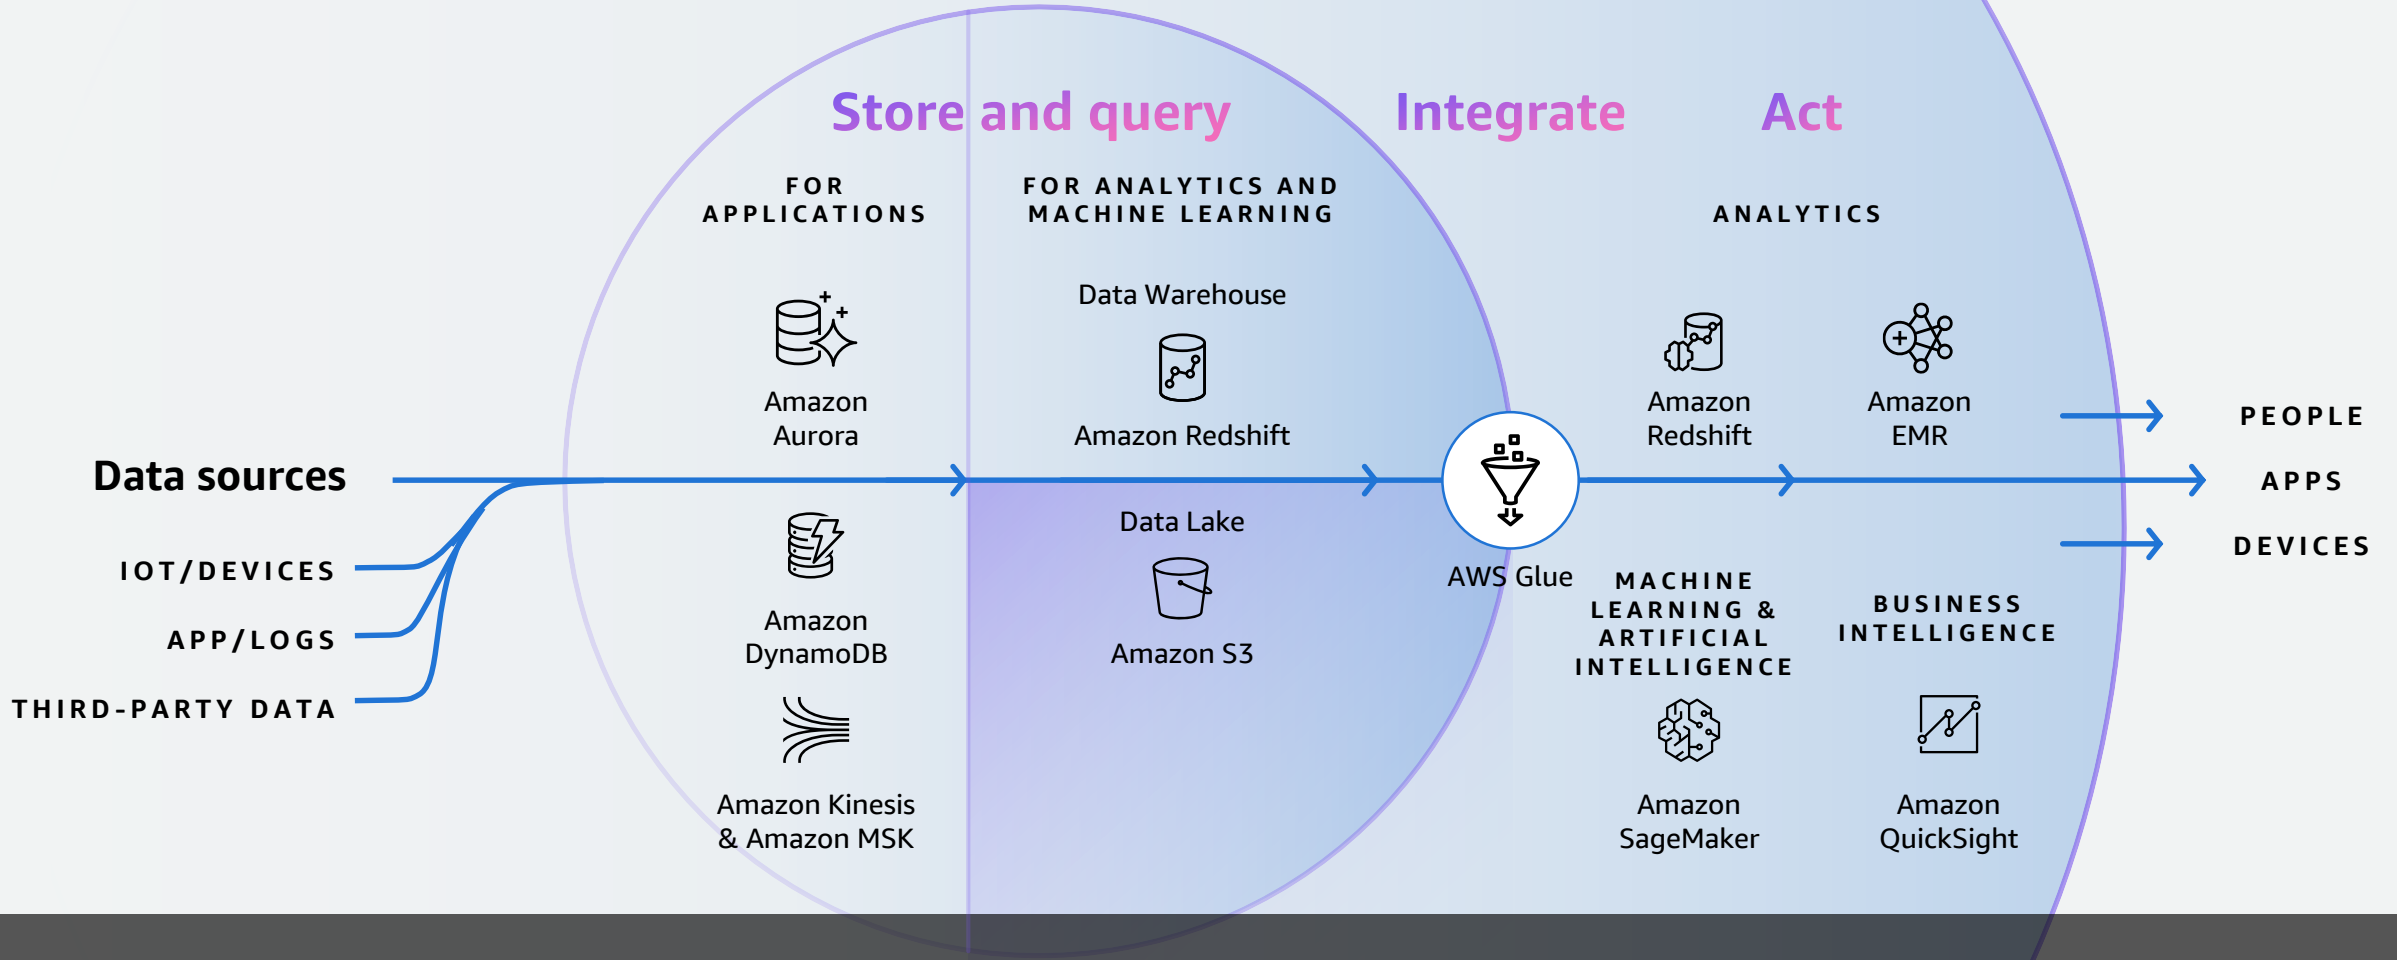 Store and query
Integrate
Act
FOR
APPLICATIONS
FOR ANALYTICS AND
MACHINE LEARNING
ANALYTICS
Data Warehouse
Amazon
Aurora
Amazon Redshift
Amazon
Redshift
Amazon
EMR
Data sources
IOT/DEVICES
APP/LOGS
THIRD-PARTY DATA
Amazon
DynamoDB
Amazon Kinesis
& Amazon MSK
Data Lake
Amazon S3
AWS Glue
MACHINE
LEARNING &
ARTIFICIAL
INTELLIGENCE
Amazon
SageMaker
BUSINESS
INTELLIGENCE
Amazon
QuickSight
PEOPLE
APPS
DEVICES